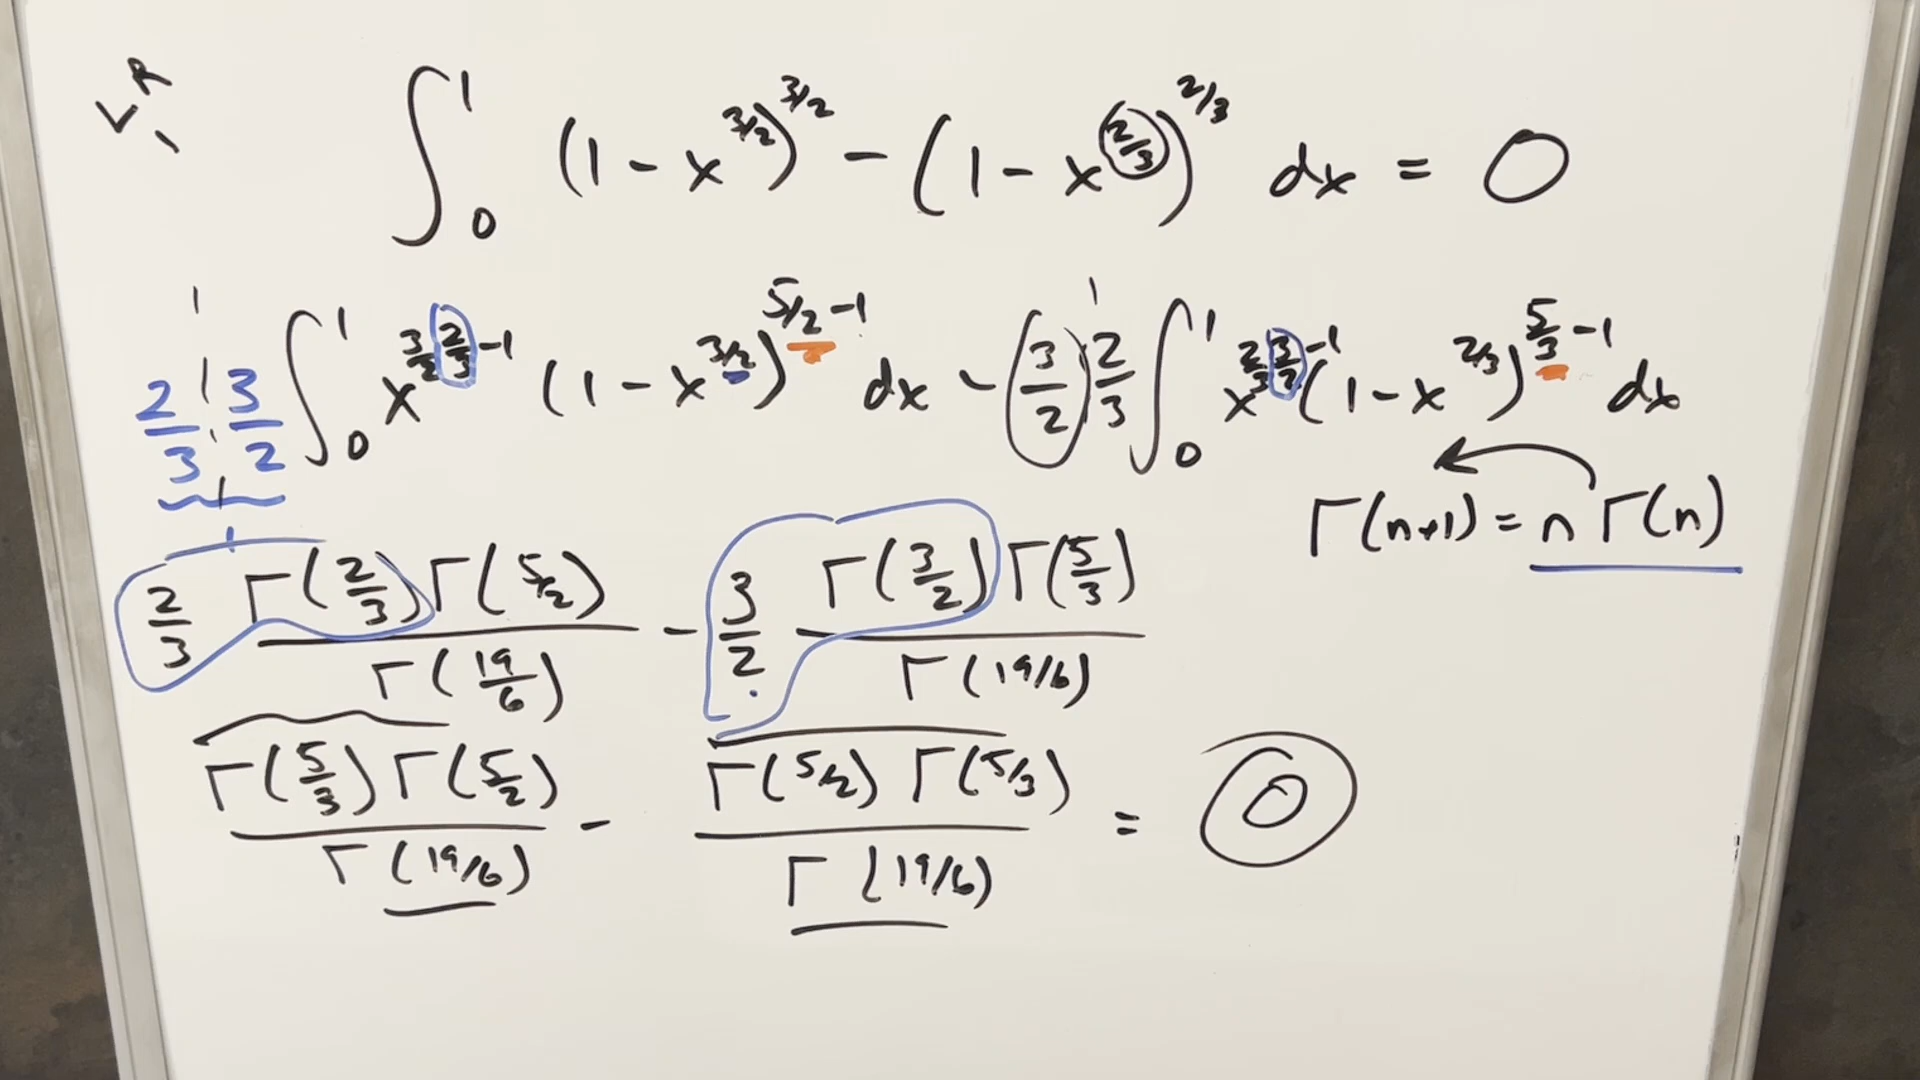 L R
∫₀¹ (1 - x^(3/2))^(3/2) - (1 - x^(2/3))^(2/3) dx = 0
2/3 · 3/2 ∫₀¹ x^(3/2 2/3 - 1) (1 - x^(3/2))^(5/2 - 1) dx - (3/2) 2/3 ∫₀¹ x^(2/3 3/2 - 1) (1 - x^(2/3))^(5/3 - 1) dx
1
Γ(n+1) = n Γ(n)
2/3 Γ(2/3) Γ(5/2) / Γ(19/6) - 3/2 Γ(3/2) Γ(5/3) / Γ(19/6)
Γ(5/3) Γ(5/2) / Γ(19/6) - Γ(5/2) Γ(5/3) / Γ(19/6) = 0